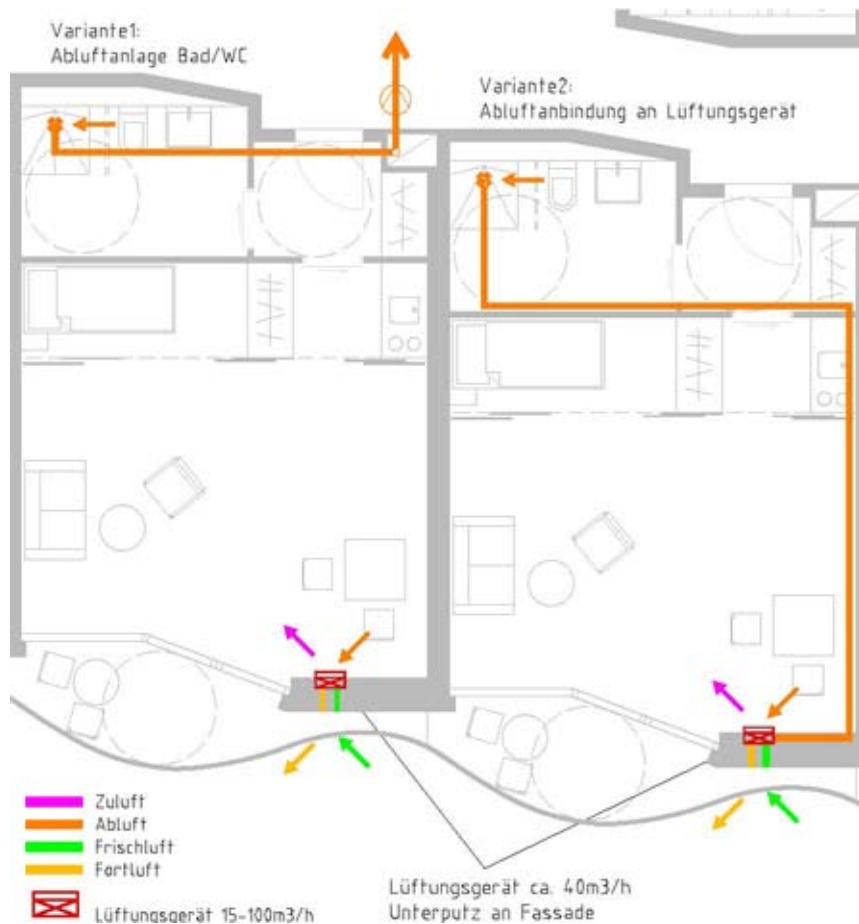 Variante1:
Abluftanlage Bad/WC
Variante2:
Abluftanbindung an Lüftungsgerät
Zuluft
Abluft
Frischluft
Fortluft
Lüftungsgerät 15-100m3/h
Lüftungsgerät ca. 40m3/h
Unterputz an Fassade